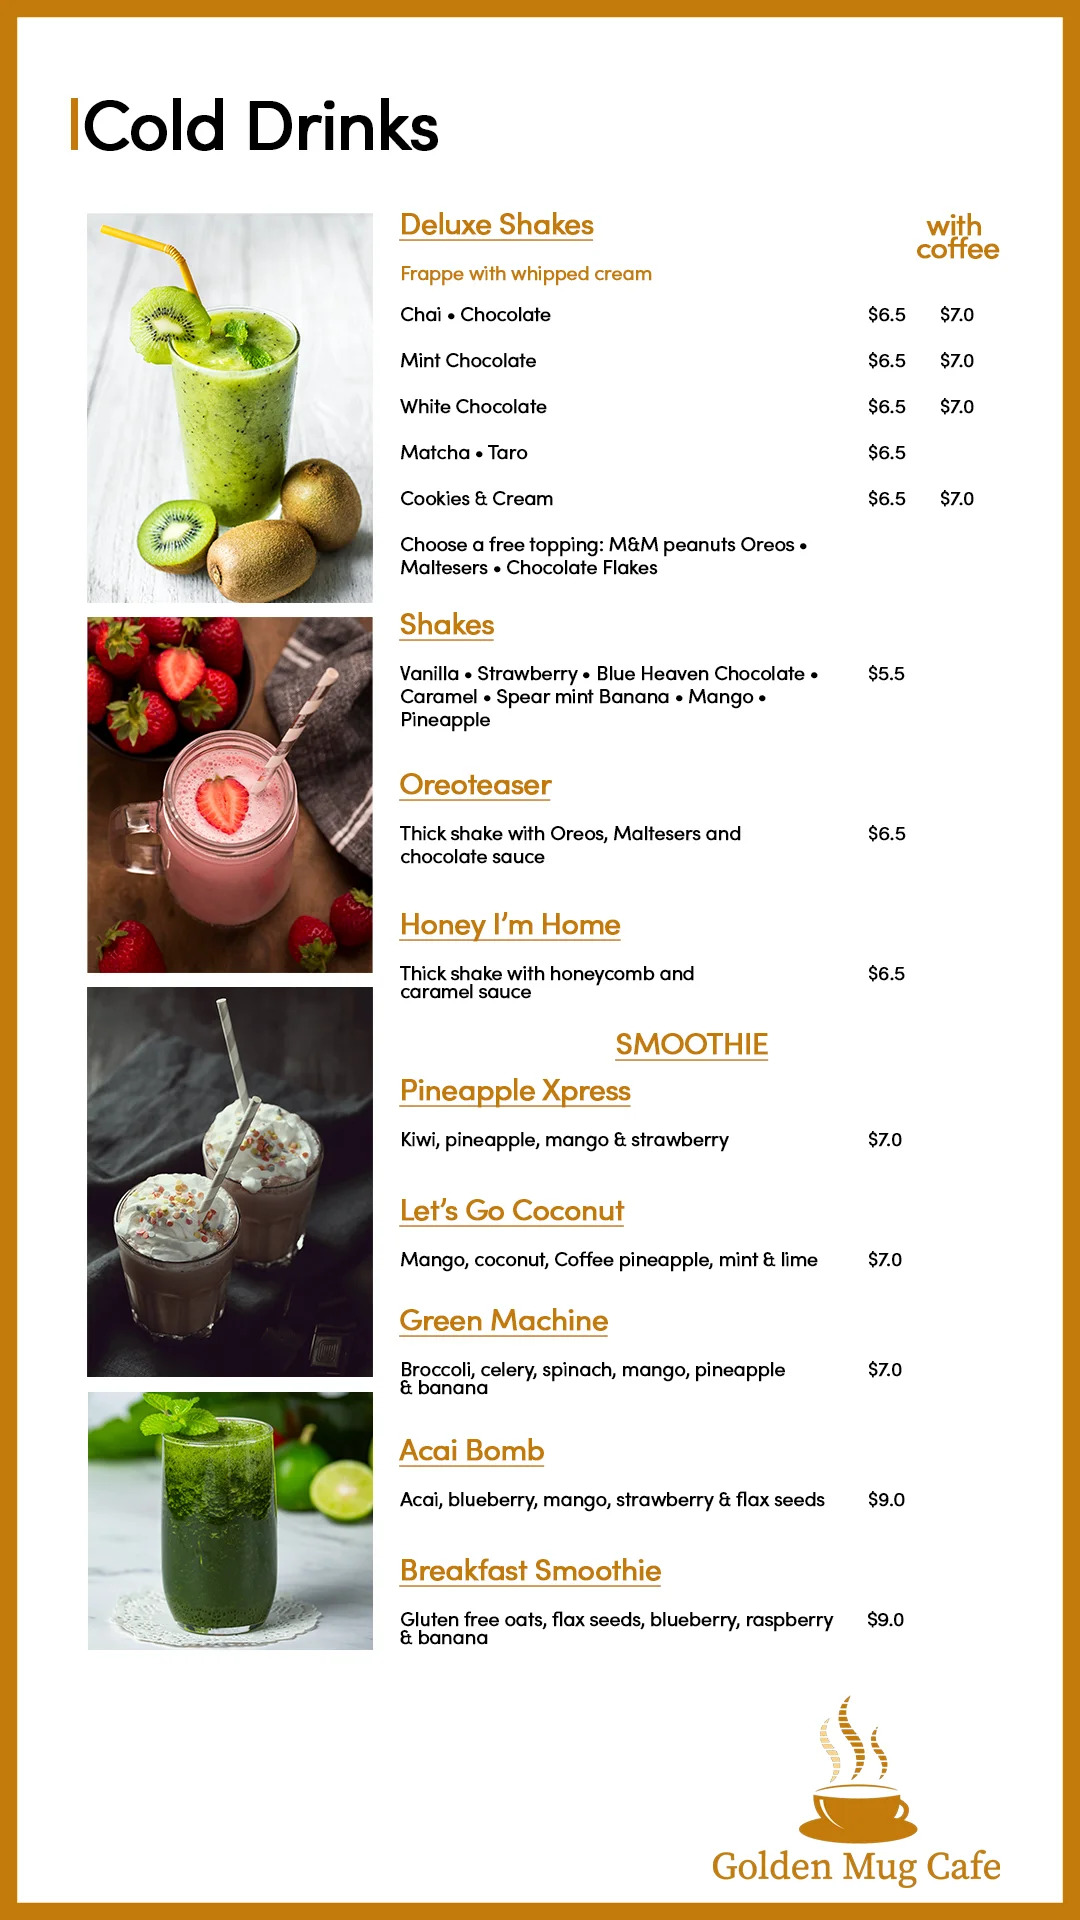 Cold Drinks
Deluxe Shakes
with
coffee
Frappe with whipped cream
Chai • Chocolate $6.5 $7.0
Mint Chocolate $6.5 $7.0
White Chocolate $6.5 $7.0
Matcha • Taro $6.5
Cookies & Cream $6.5 $7.0
Choose a free topping: M&M peanuts Oreos •
Maltesers • Chocolate Flakes
Shakes
Vanilla • Strawberry • Blue Heaven Chocolate • $5.5
Caramel • Spear mint Banana • Mango •
Pineapple
Oreoteaser
Thick shake with Oreos, Maltesers and $6.5
chocolate sauce
Honey I’m Home
Thick shake with honeycomb and $6.5
caramel sauce
SMOOTHIE
Pineapple Xpress
Kiwi, pineapple, mango & strawberry $7.0
Let’s Go Coconut
Mango, coconut, Coffee pineapple, mint & lime $7.0
Green Machine
Broccoli, celery, spinach, mango, pineapple $7.0
& banana
Acai Bomb
Acai, blueberry, mango, strawberry & flax seeds $9.0
Breakfast Smoothie
Gluten free oats, flax seeds, blueberry, raspberry $9.0
& banana
Golden Mug Cafe